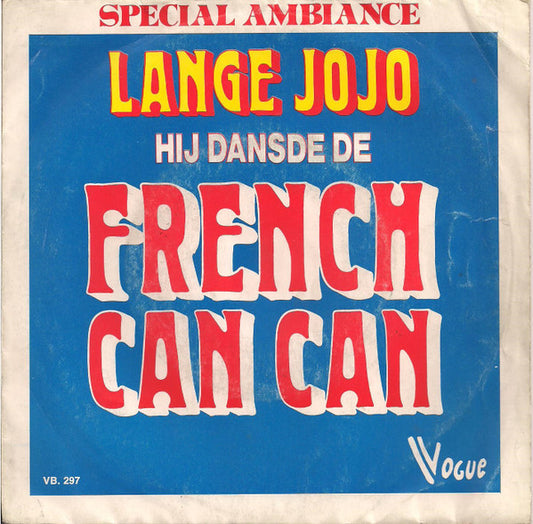 SPECIAL AMBIANCE
LANGE JOJO
HIJ DANSDE DE
FRENCH
CAN CAN
VB. 297
Vogue